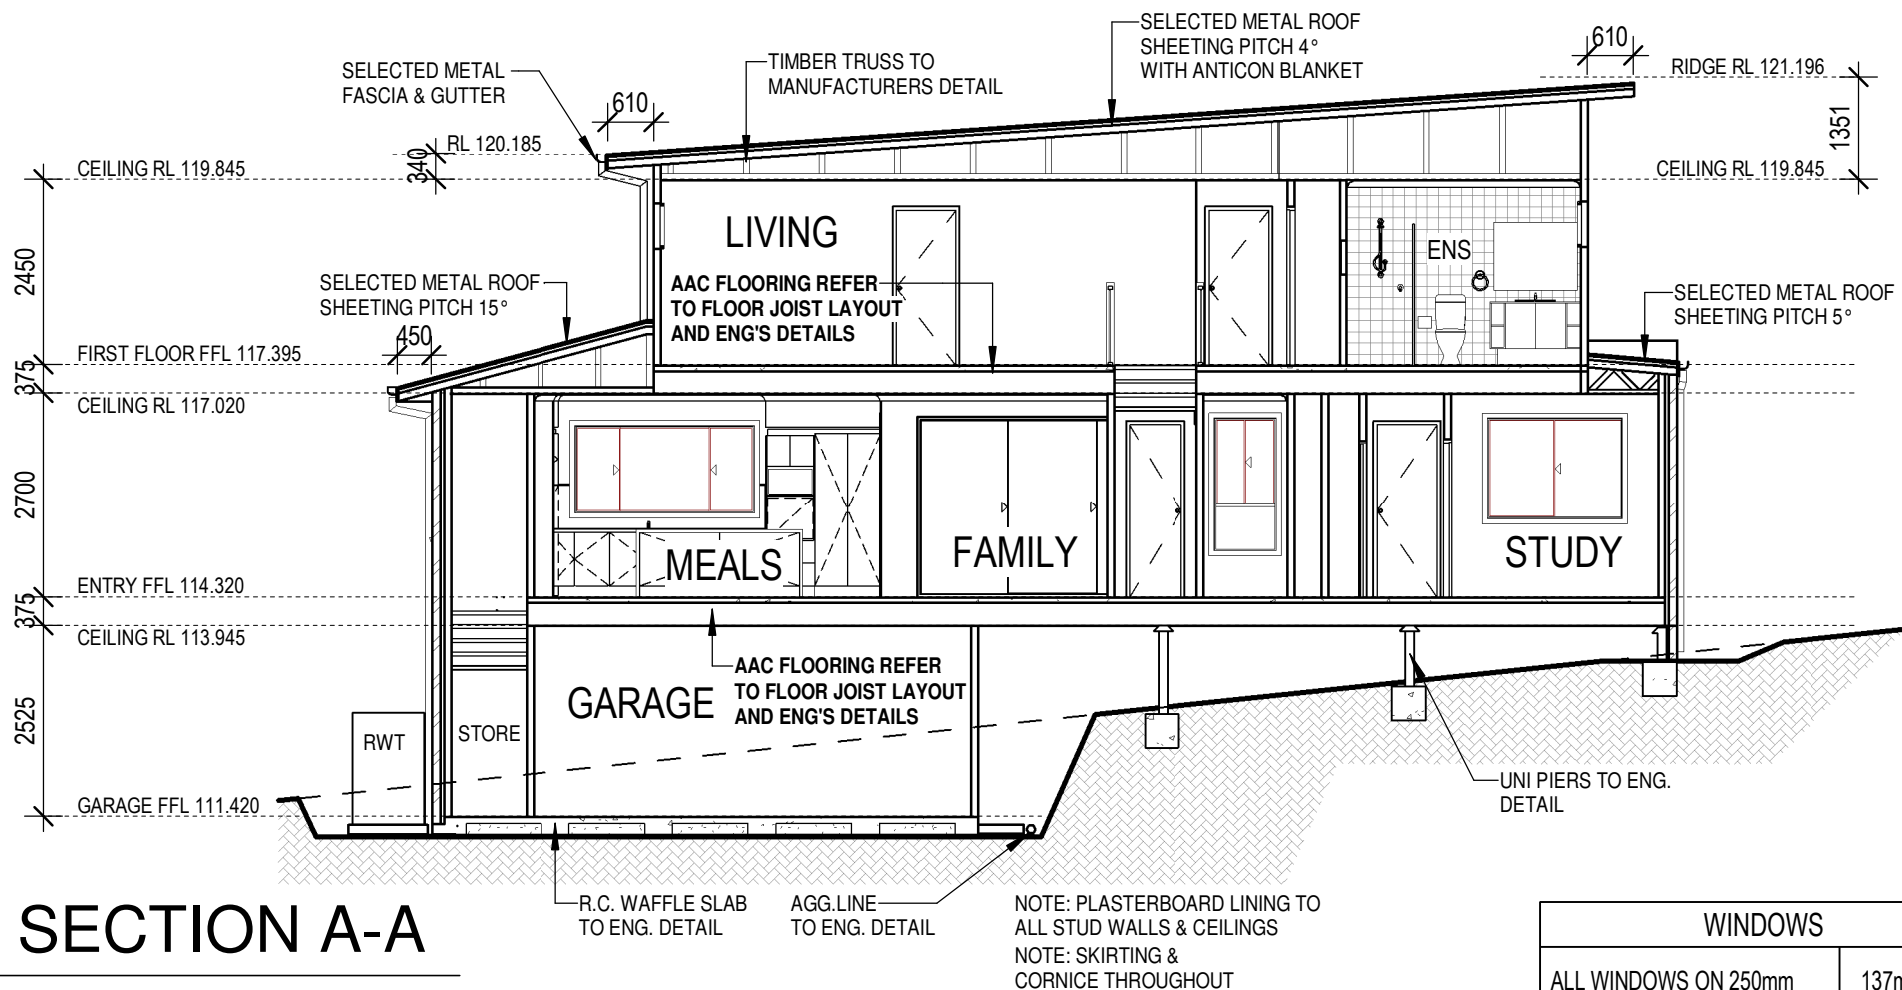 SELECTED METAL ROOF
SHEETING PITCH 4°
WITH ANTICON BLANKET
610
RIDGE RL 121.196
TIMBER TRUSS TO
MANUFACTURERS DETAIL
SELECTED METAL
FASCIA & GUTTER
610
1351
RL 120.185
340
CEILING RL 119.845
CEILING RL 119.845
LIVING
ENS
2450
AAC FLOORING REFER
TO FLOOR JOIST LAYOUT
AND ENG'S DETAILS
SELECTED METAL ROOF
SHEETING PITCH 15°
SELECTED METAL ROOF
SHEETING PITCH 5°
450
FIRST FLOOR FFL 117.395
375
CEILING RL 117.020
2700
MEALS
FAMILY
STUDY
ENTRY FFL 114.320
375
CEILING RL 113.945
AAC FLOORING REFER
TO FLOOR JOIST LAYOUT
AND ENG'S DETAILS
GARAGE
2525
RWT
STORE
UNI PIERS TO ENG.
DETAIL
GARAGE FFL 111.420
R.C. WAFFLE SLAB
TO ENG. DETAIL
AGG.LINE
TO ENG. DETAIL
NOTE: PLASTERBOARD LINING TO
ALL STUD WALLS & CEILINGS
NOTE: SKIRTING &
CORNICE THROUGHOUT
SECTION A-A
WINDOWS
ALL WINDOWS ON 250mm